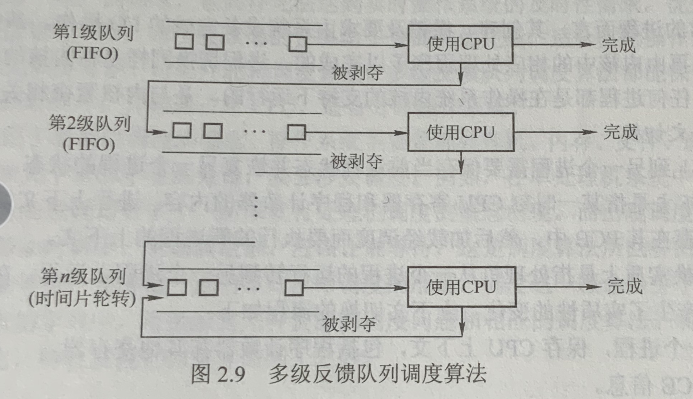 第1级队列
(FIFO)
···
使用CPU
完成
被剥夺
第2级队列
(FIFO)
···
使用CPU
完成
被剥夺
第n级队列
(时间片轮转)
···
使用CPU
完成
被剥夺
图 2.9 多级反馈队列调度算法